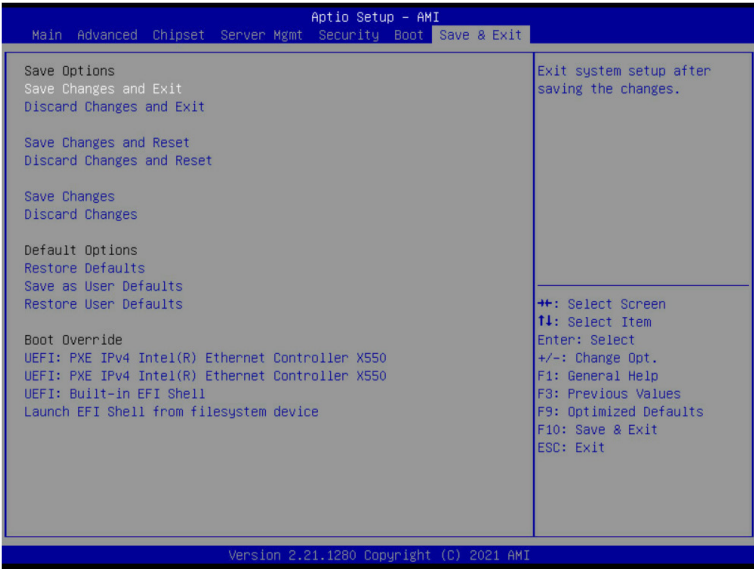 Aptio Setup – AMI
Main Advanced Chipset Server Mgmt Security Boot Save & Exit
Save Options
Save Changes and Exit
Discard Changes and Exit
Save Changes and Reset
Discard Changes and Reset
Save Changes
Discard Changes
Default Options
Restore Defaults
Save as User Defaults
Restore User Defaults
Boot Override
UEFI: PXE IPv4 Intel(R) Ethernet Controller X550
UEFI: PXE IPv4 Intel(R) Ethernet Controller X550
UEFI: Built-in EFI Shell
Launch EFI Shell from filesystem device
Exit system setup after
saving the changes.
→←: Select Screen
↑↓: Select Item
Enter: Select
+/-: Change Opt.
F1: General Help
F3: Previous Values
F9: Optimized Defaults
F10: Save & Exit
ESC: Exit
Version 2.21.1280 Copyright (C) 2021 AMI